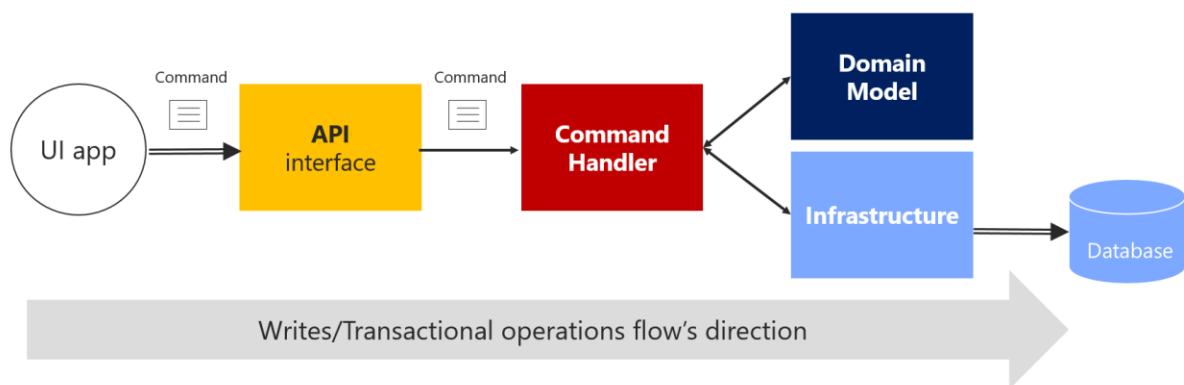 Command
Command
UI app
API
interface
Command
Handler
Domain
Model
Infrastructure
Database
Writes/Transactional operations flow's direction